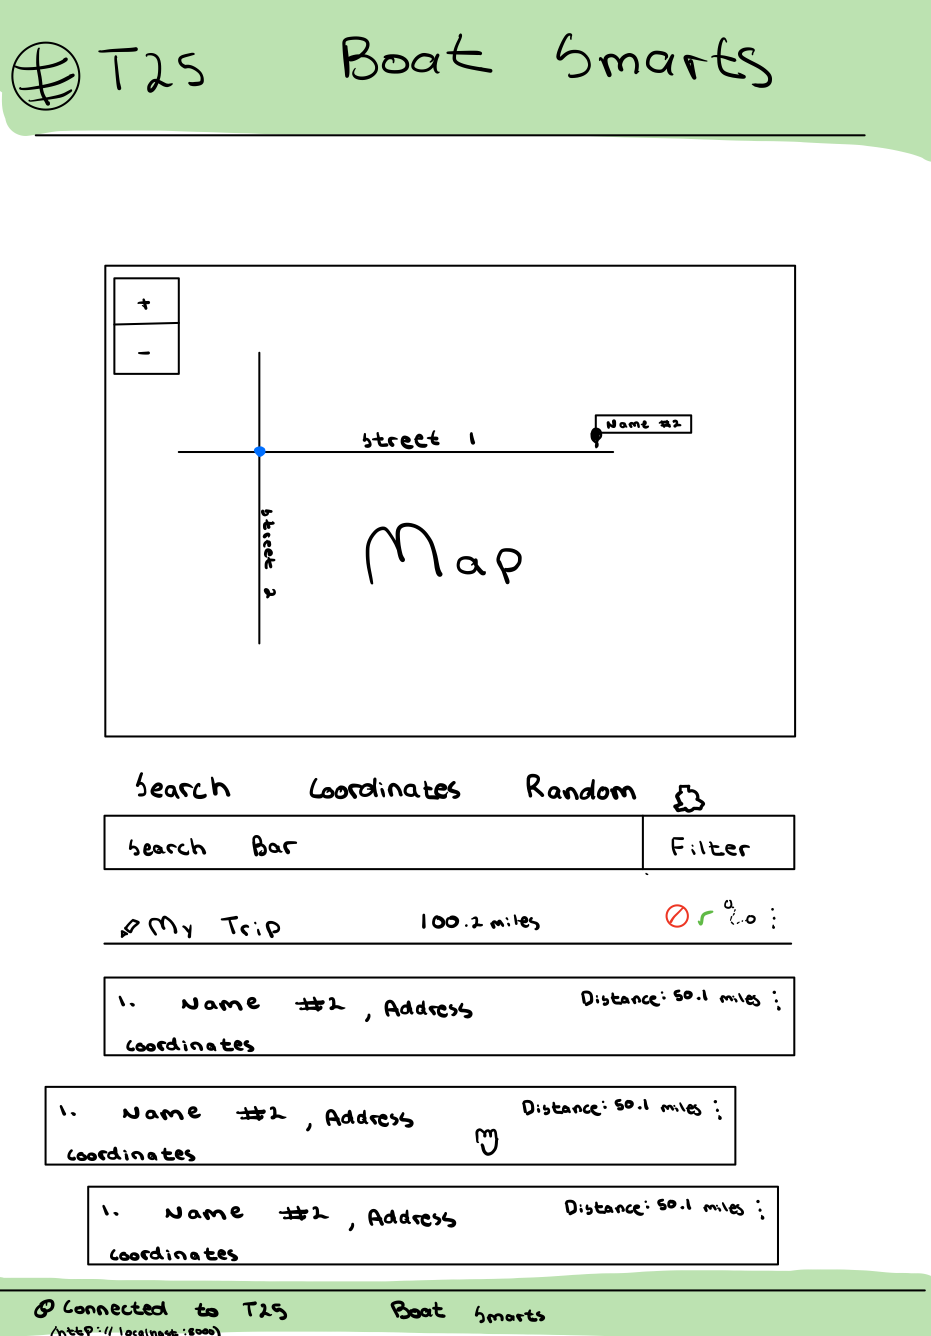 T25 Boat Smarts
+
-
Name #2
Street 1
Street 2
Map
Search Coordinates Random
Search Bar Filter
My Trip 100.2 miles
1. Name #2, Address Distance: 50.1 miles
Coordinates
1. Name #2, Address Distance: 50.1 miles
Coordinates
1. Name #2, Address Distance: 50.1 miles
Coordinates
Connected to T25 Boat Smarts
(http://localhost:8000)